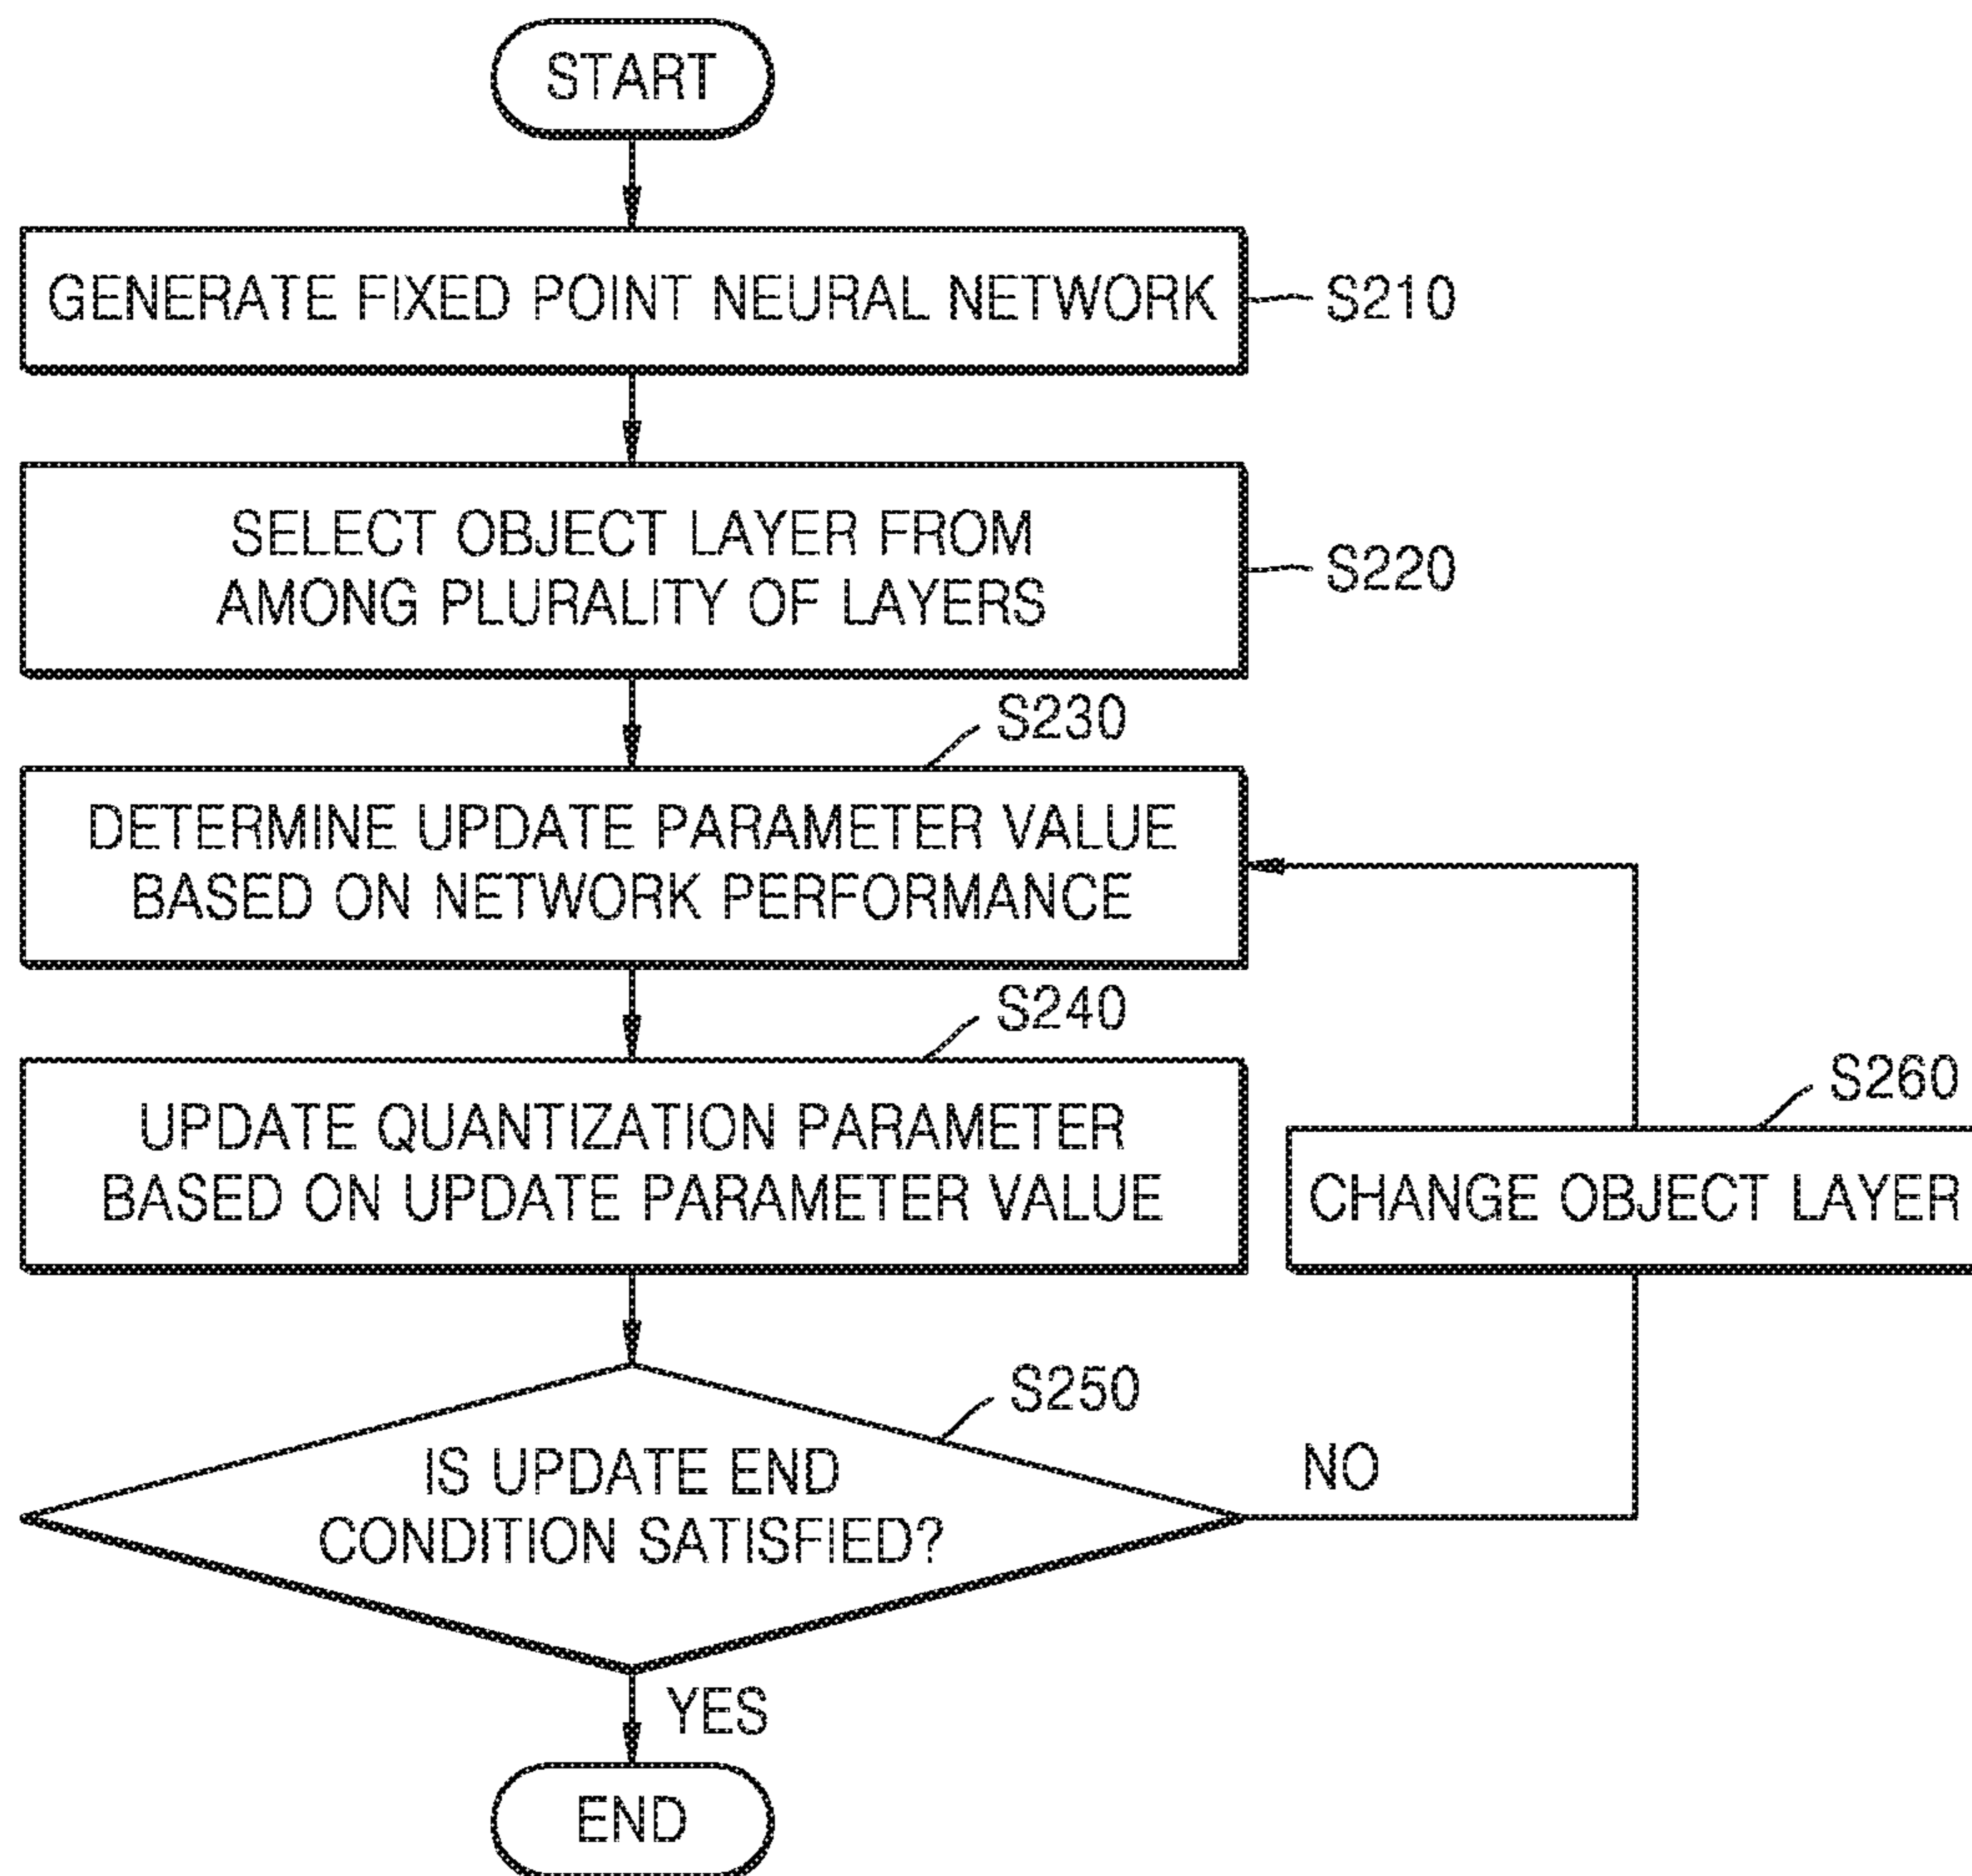 START
GENERATE FIXED POINT NEURAL NETWORK
S210
SELECT OBJECT LAYER FROM
AMONG PLURALITY OF LAYERS
S220
S230
DETERMINE UPDATE PARAMETER VALUE
BASED ON NETWORK PERFORMANCE
S240
UPDATE QUANTIZATION PARAMETER
BASED ON UPDATE PARAMETER VALUE
S260
CHANGE OBJECT LAYER
S250
IS UPDATE END
CONDITION SATISFIED?
NO
YES
END